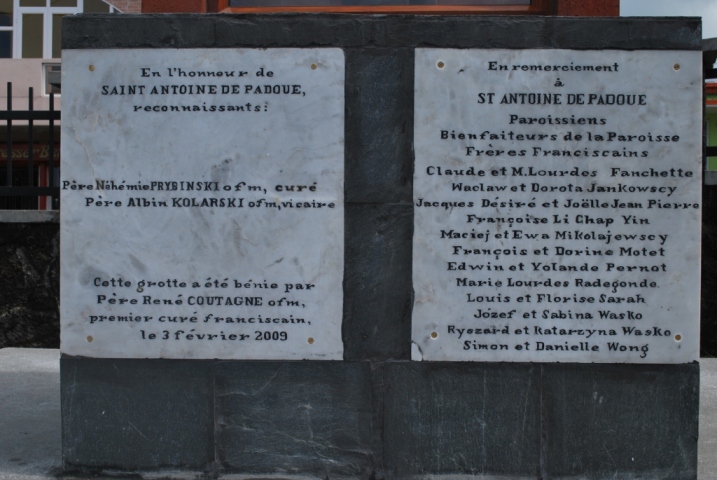 En l'honneur de
SAINT ANTOINE DE PADOUE,
reconnaissants:
Père Néhémie PRYBINSKI ofm, curé
Père Albin KOLARSKI ofm, vicaire
Cette grotte a été bénie par
Père René COUTAGNE ofm,
premier curé franciscain,
le 3 février 2009
En remerciement
à
ST ANTOINE DE PADOUE
Paroissiens
Bienfaiteurs de la Paroisse
Frères Franciscains
Claude et M.Lourdes Fanchette
Waclaw et Dorota Jankowscy
Jacques Désiré et Joëlle Jean Pierre
Françoise Li Chap Yin
Maciej et Ewa Mikolajewscy
François et Dorine Motet
Edwin et Yolande Pernot
Marie Lourdes Radegonde
Louis et Florise Sarah
Józef et Sabina Wasko
Ryszard et Katarzyna Wasko
Simon et Danielle Wong